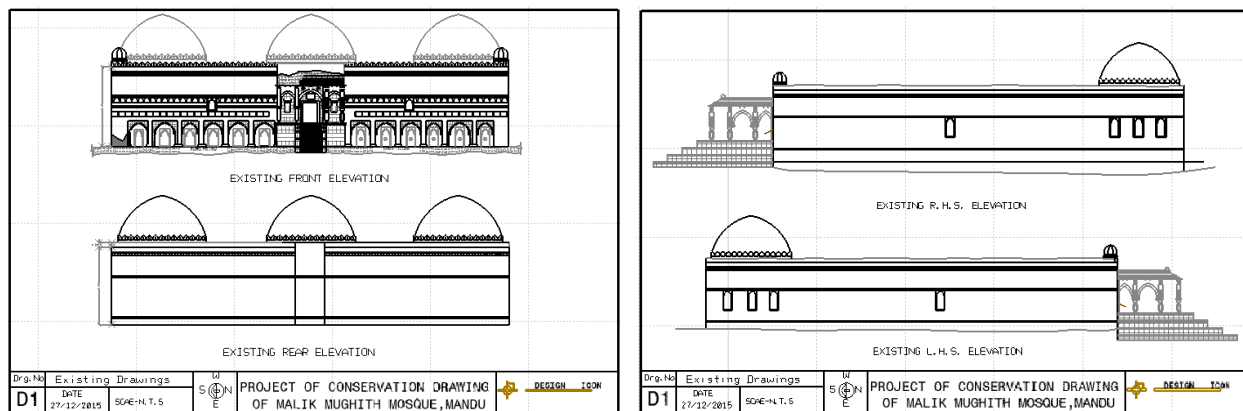 EXISTING FRONT ELEVATION
EXISTING REAR ELEVATION
Drg.No Existing Drawings
D1 DATE
27/12/2015 SCAE-N.T.S
W
S N
E
PROJECT OF CONSERVATION DRAWING
OF MALIK MUGHITH MOSQUE,MANDU
DESIGN ICON
EXISTING R.H.S. ELEVATION
EXISTING L.H.S. ELEVATION
Drg.No Existing Drawings
D1 DATE
27/12/2015 SCAE-N.T.S
W
S N
E
PROJECT OF CONSERVATION DRAWING
OF MALIK MUGHITH MOSQUE,MANDU
DESIGN ICON